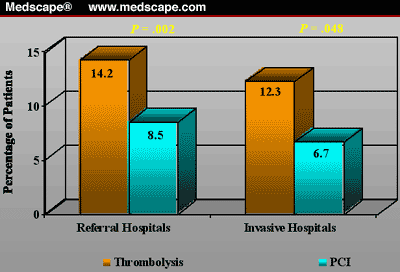 Medscape® www.medscape.com
P = .002 P = .048
15
10
5
0
Percentage of Patients
14.2
8.5
12.3
6.7
Referral Hospitals Invasive Hospitals
Thrombolysis PCI